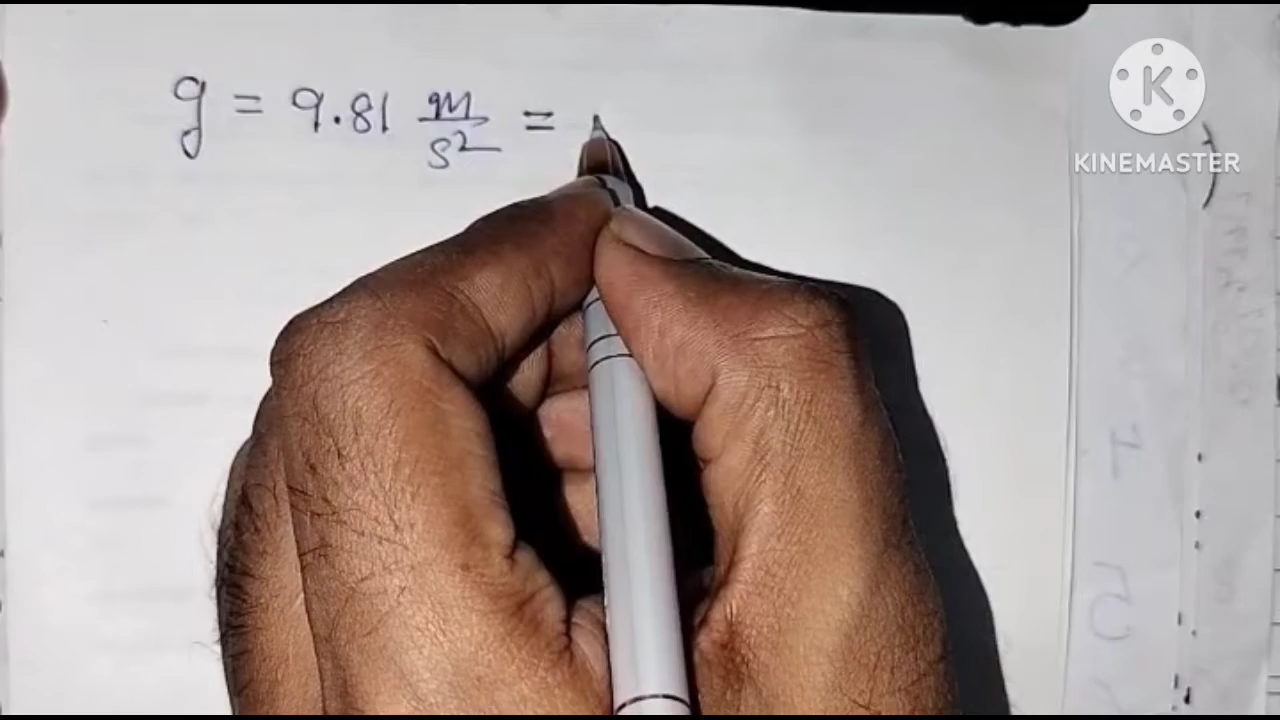 g = 9.81 m/s² =
K
KINEMASTER